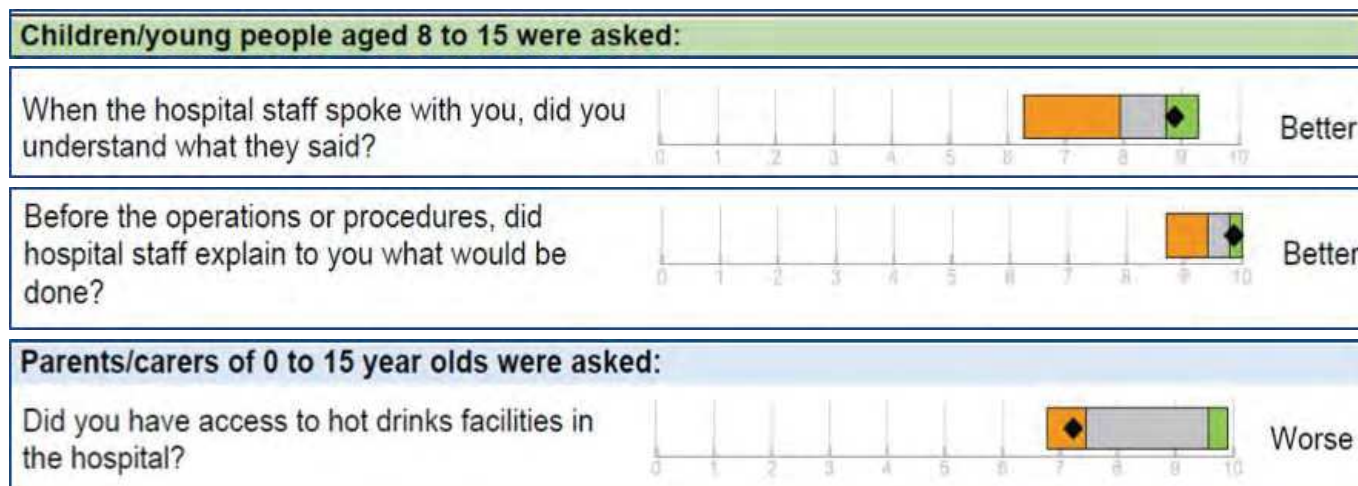 Children/young people aged 8 to 15 were asked:
When the hospital staff spoke with you, did you
understand what they said?
0 1 2 3 4 5 6 7 8 9 10
Better
Before the operations or procedures, did
hospital staff explain to you what would be
done?
0 1 2 3 4 5 6 7 8 9 10
Better
Parents/carers of 0 to 15 year olds were asked:
Did you have access to hot drinks facilities in
the hospital?
0 1 2 3 4 5 6 7 8 9 10
Worse